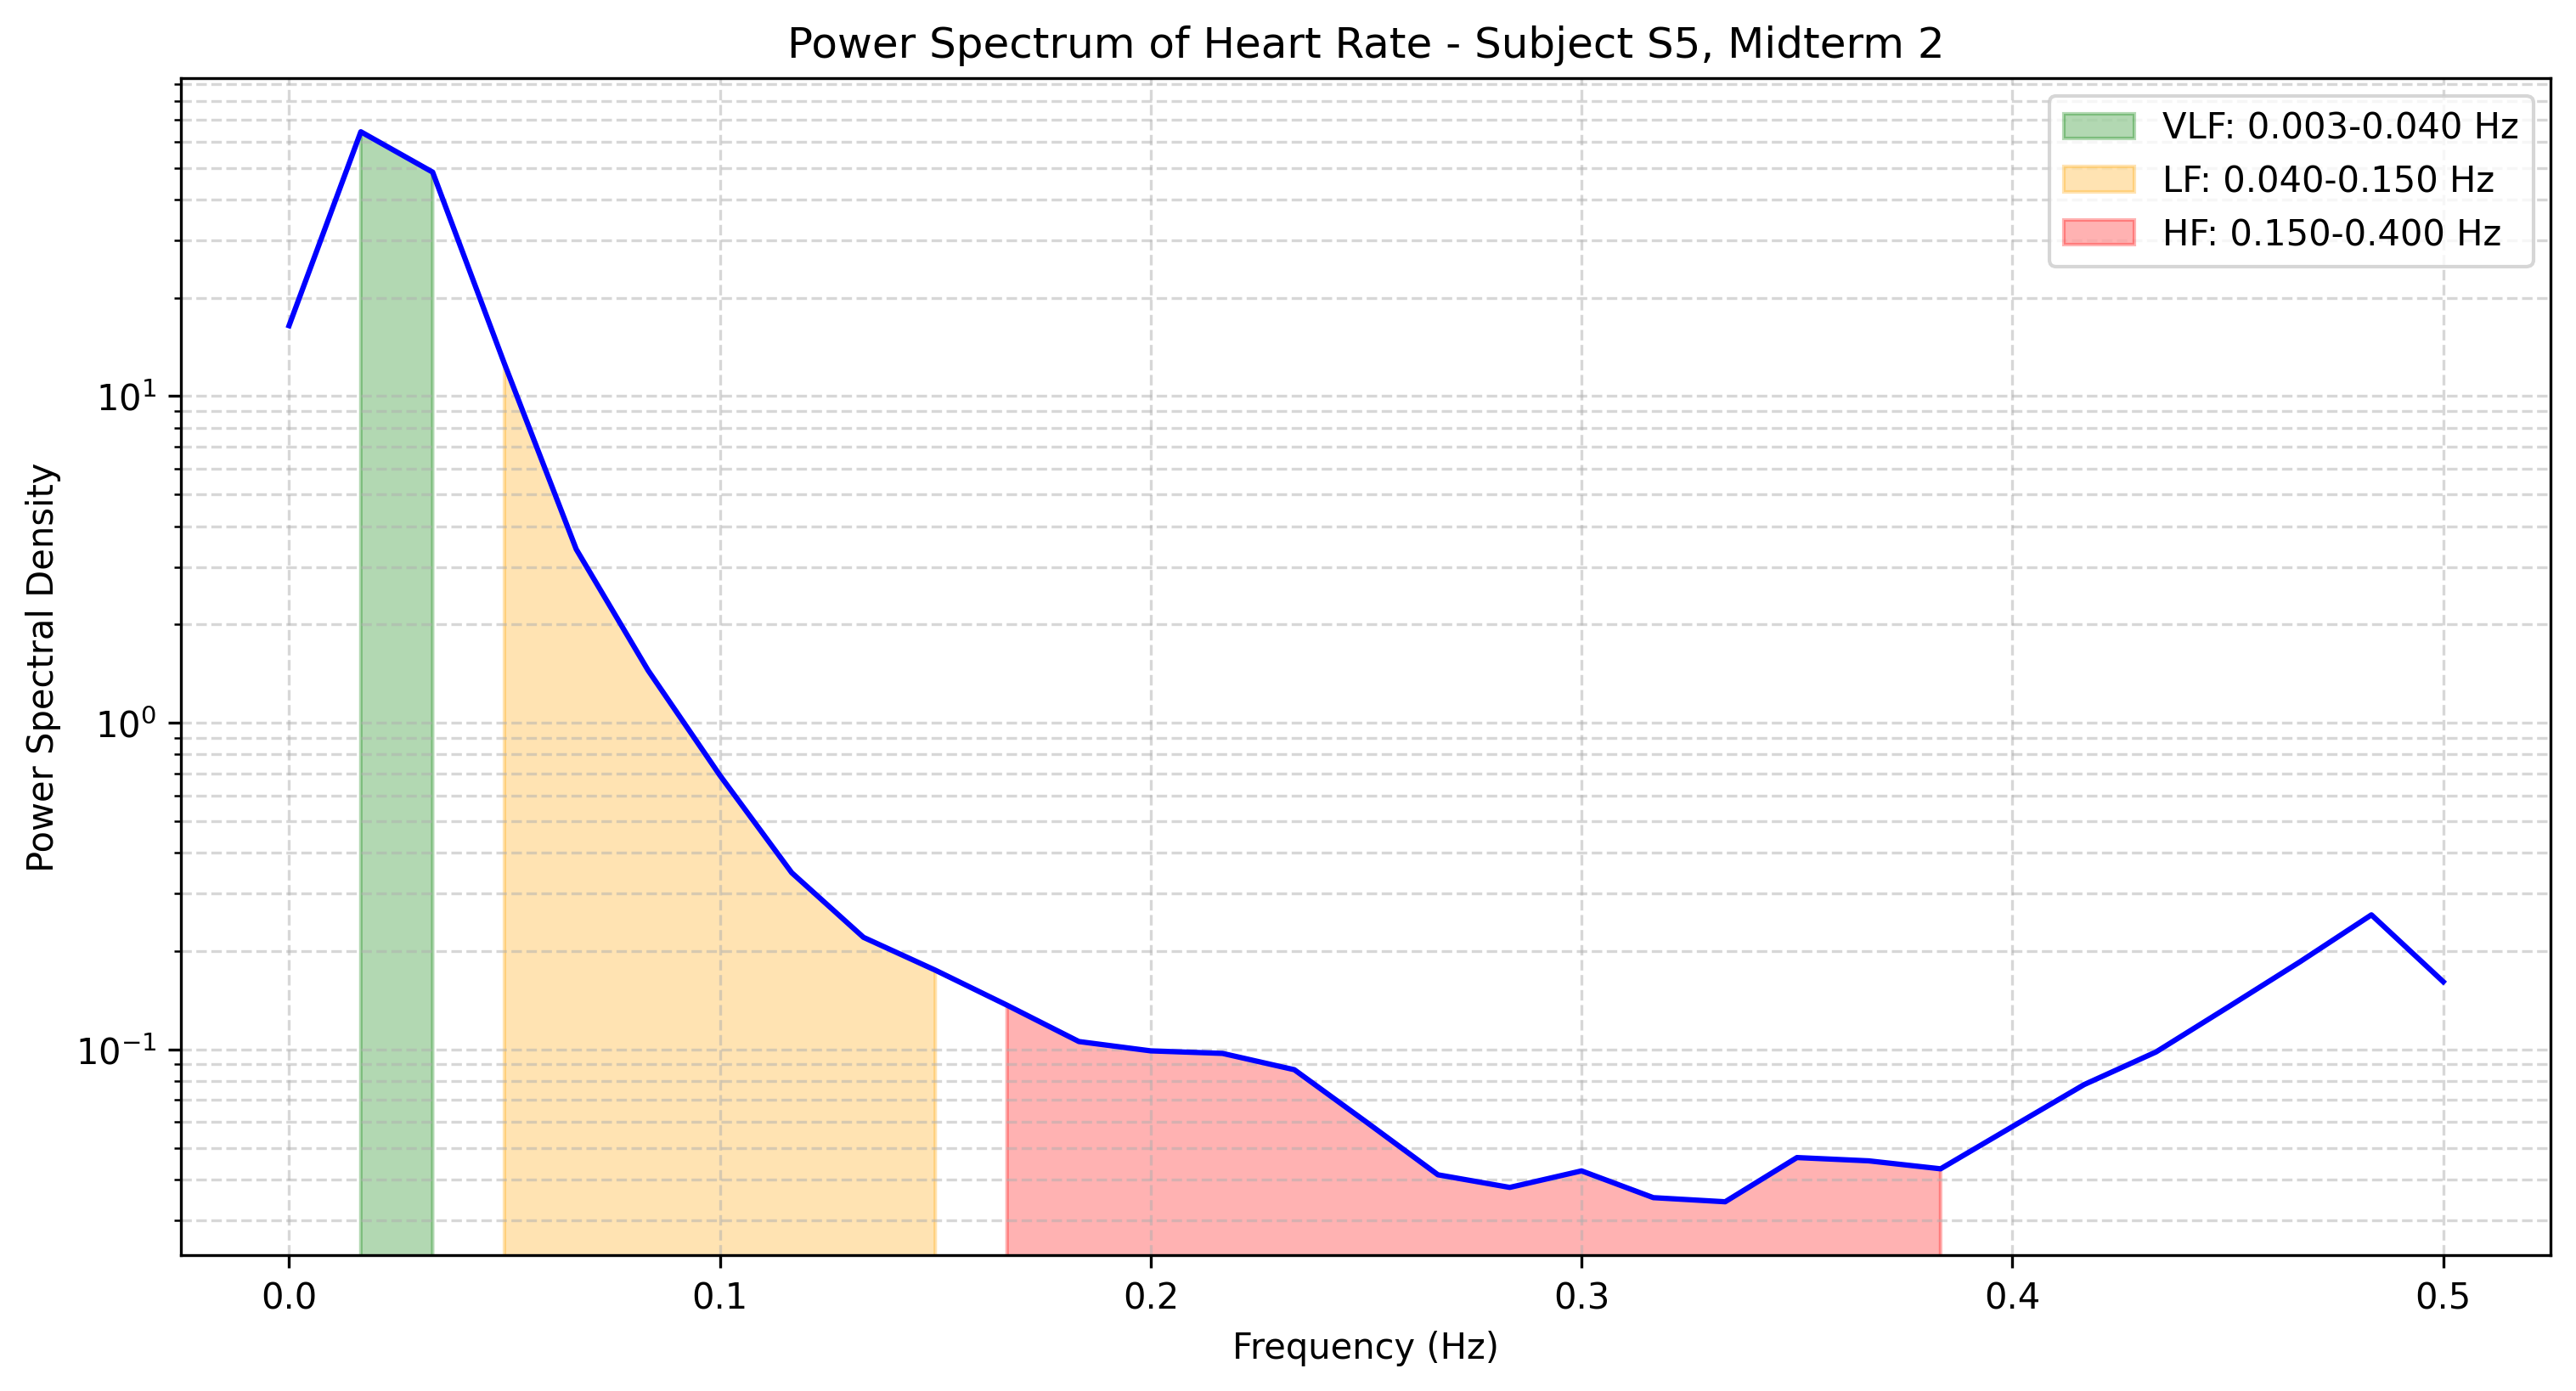 Power Spectrum of Heart Rate - Subject S5, Midterm 2
VLF: 0.003-0.040 Hz
LF: 0.040-0.150 Hz
HF: 0.150-0.400 Hz
Power Spectral Density
10¹
10⁰
10⁻¹
0.0 0.1 0.2 0.3 0.4 0.5
Frequency (Hz)